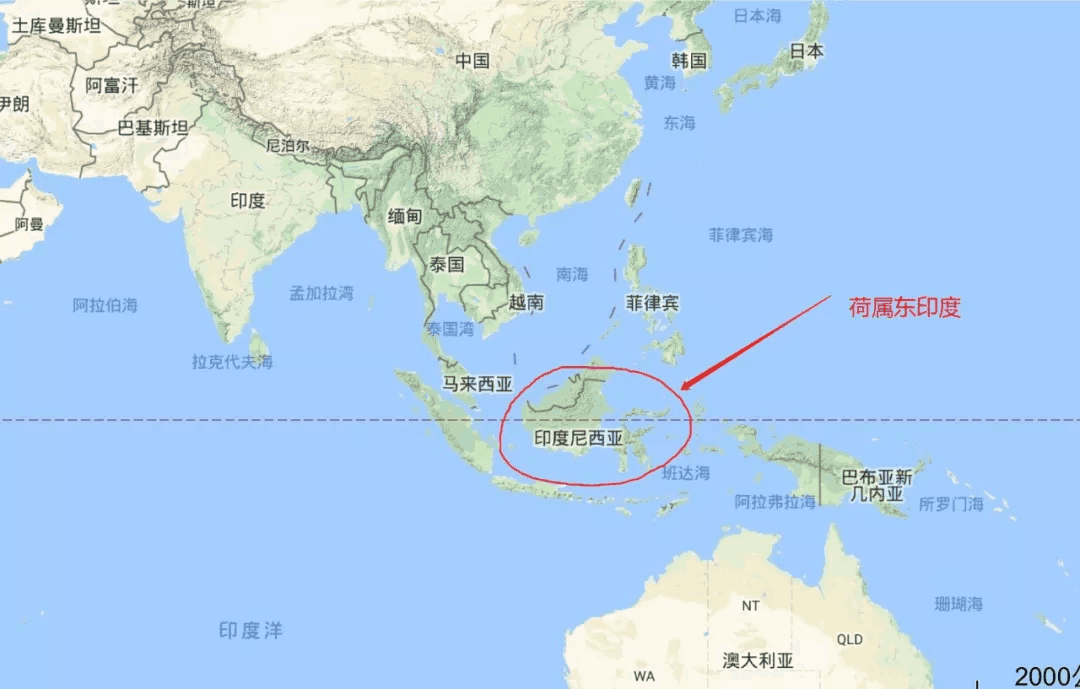 斯坦
斯坦
日本海
土库曼斯坦
日本
中国
韩国
阿富汗
黄海
伊朗
东海
巴基斯坦
尼泊尔
印度
缅甸
阿曼
菲律宾海
泰国
南海
孟加拉湾
阿拉伯海
越南
菲律宾
荷属东印度
泰国湾
拉克代夫海
马来西亚
印度尼西亚
班达海
巴布亚新
几内亚
阿拉弗拉海
所罗门海
NT
珊瑚海
印度洋
QLD
澳大利亚
WA
2000公